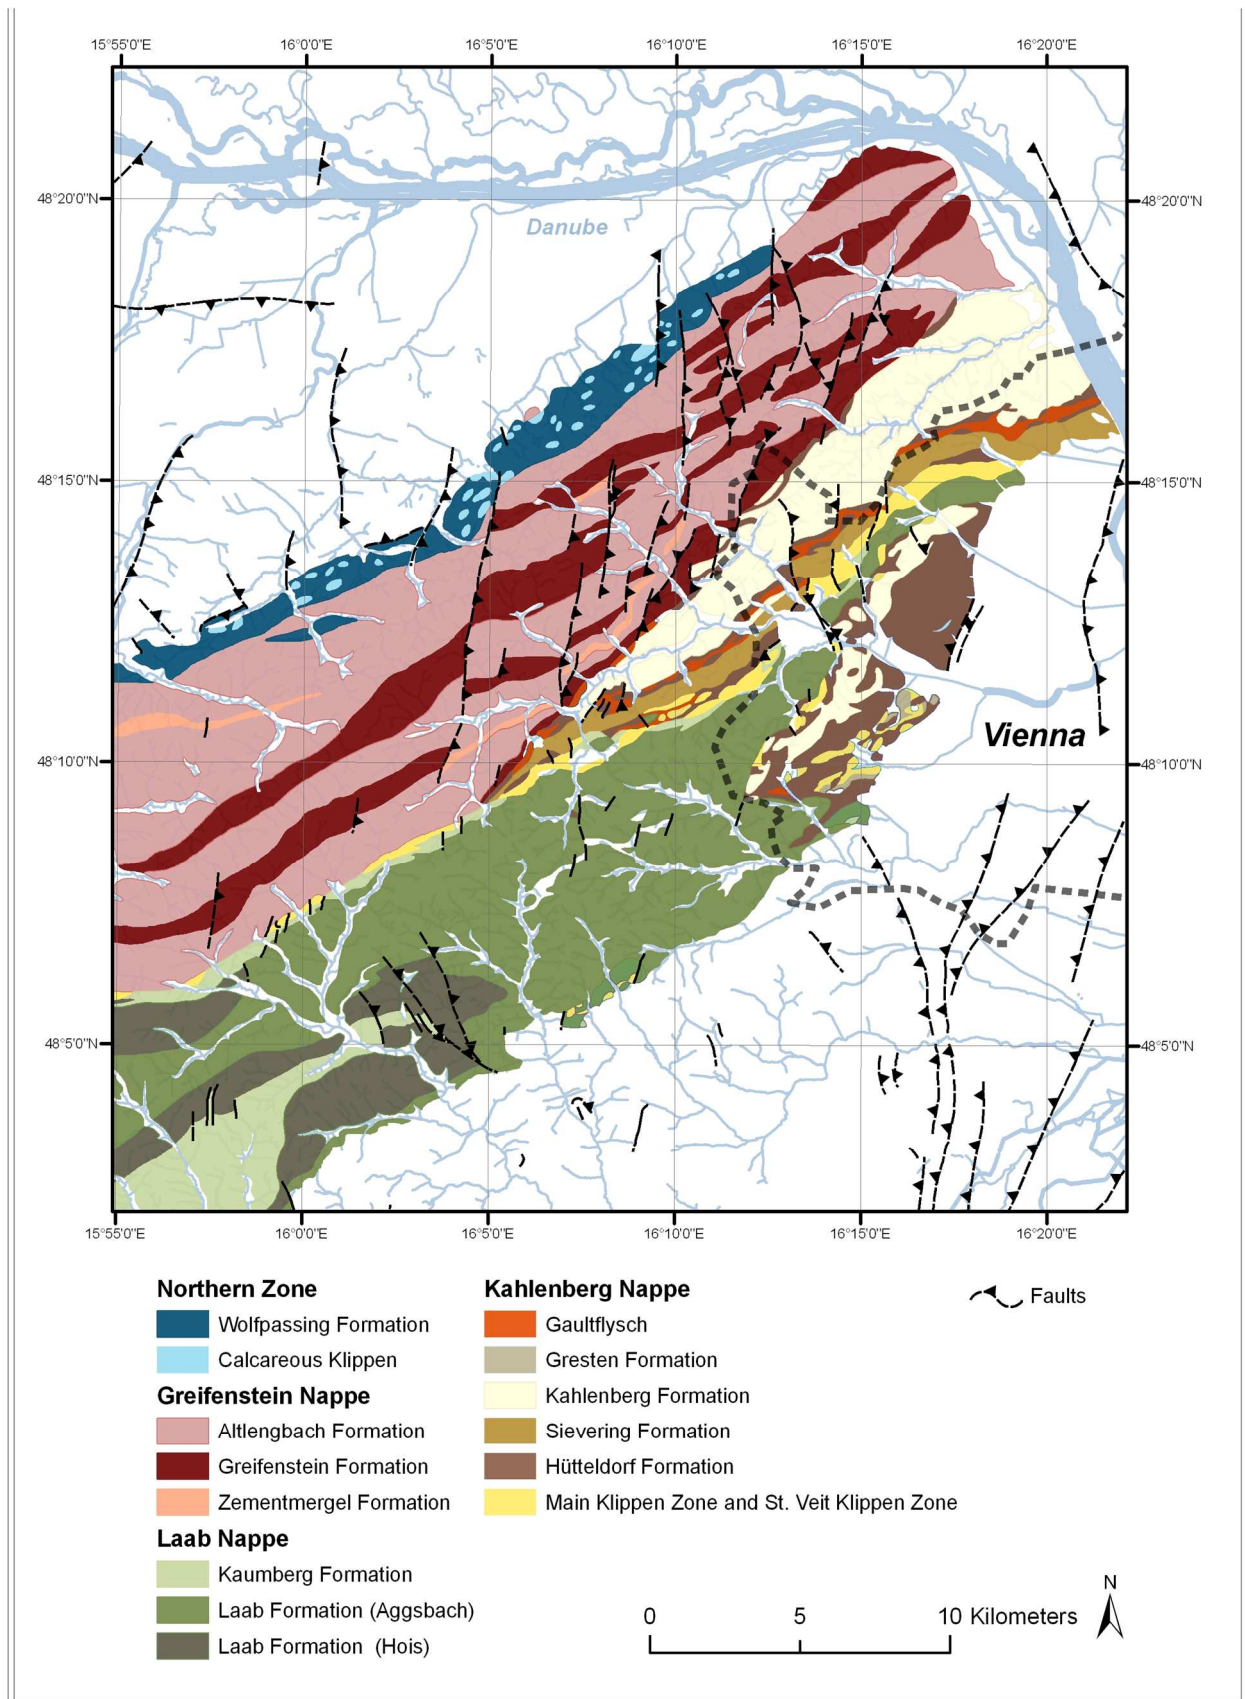 15°55'0"E 16°0'0"E 16°5'0"E 16°10'0"E 16°15'0"E 16°20'0"E
48°20'0"N 48°20'0"N
Danube
48°15'0"N 48°15'0"N
Vienna
48°10'0"N 48°10'0"N
48°5'0"N 48°5'0"N
15°55'0"E 16°0'0"E 16°5'0"E 16°10'0"E 16°15'0"E 16°20'0"E
Northern Zone
Wolfpassing Formation
Calcareous Klippen
Greifenstein Nappe
Altlengbach Formation
Greifenstein Formation
Zementmergel Formation
Laab Nappe
Kaumberg Formation
Laab Formation (Aggsbach)
Laab Formation (Hois)
Kahlenberg Nappe
Gaultflysch
Gresten Formation
Kahlenberg Formation
Sievering Formation
Hütteldorf Formation
Main Klippen Zone and St. Veit Klippen Zone
Faults
N
0 5 10 Kilometers